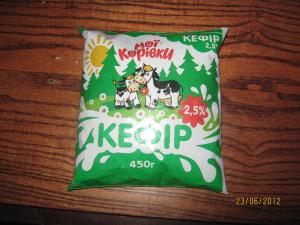 мої
Корівки
КЕФІР
2,5%
2,5%
КЕФІР
450г
23/06/2012